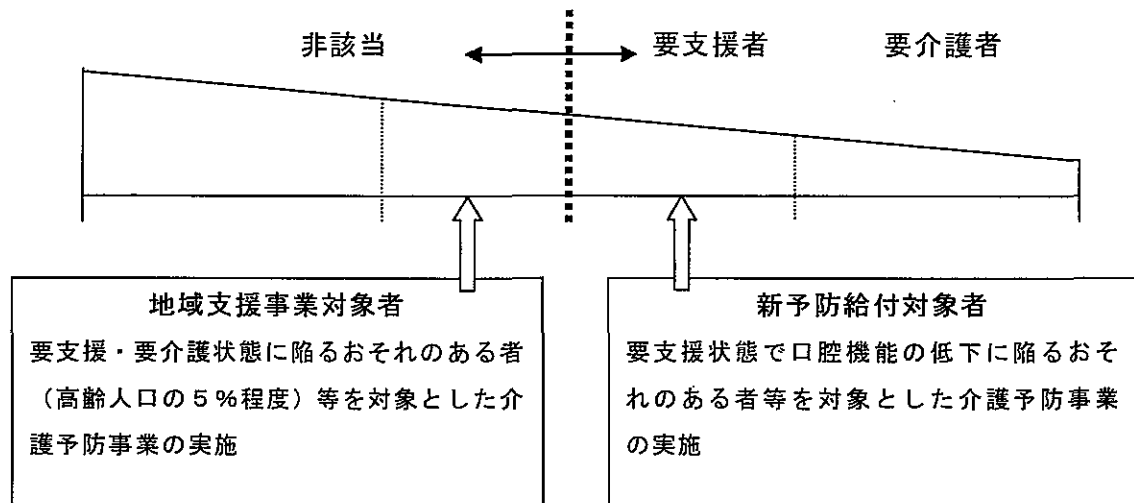 非該当
要支援者
要介護者
地域支援事業対象者
要支援・要介護状態に陥るおそれのある者
（高齢人口の５％程度）等を対象とした介
護予防事業の実施
新予防給付対象者
要支援状態で口腔機能の低下に陥るおそ
れのある者等を対象とした介護予防事業
の実施